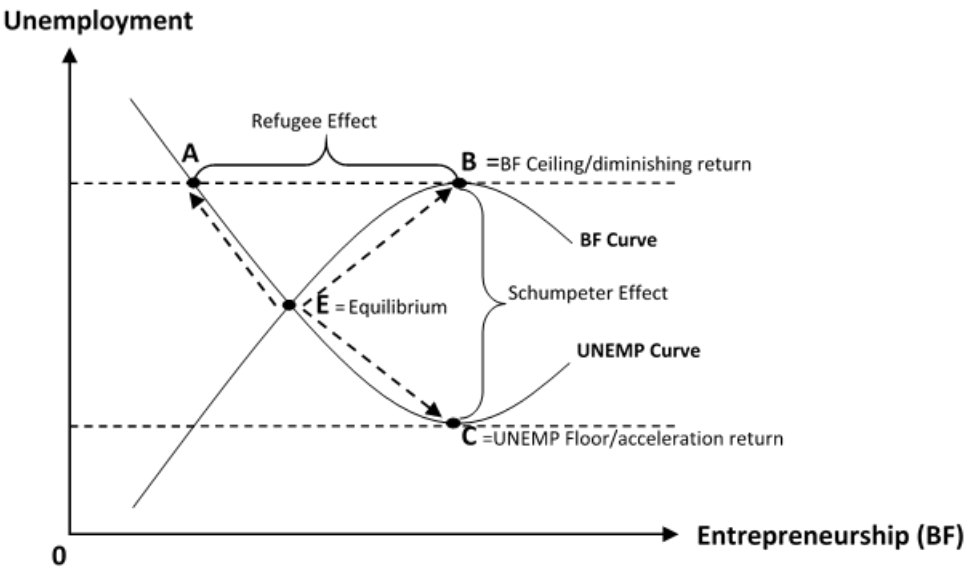 Unemployment
Refugee Effect
A
B =BF Ceiling/diminishing return
BF Curve
Schumpeter Effect
E = Equilibrium
UNEMP Curve
C =UNEMP Floor/acceleration return
Entrepreneurship (BF)
0